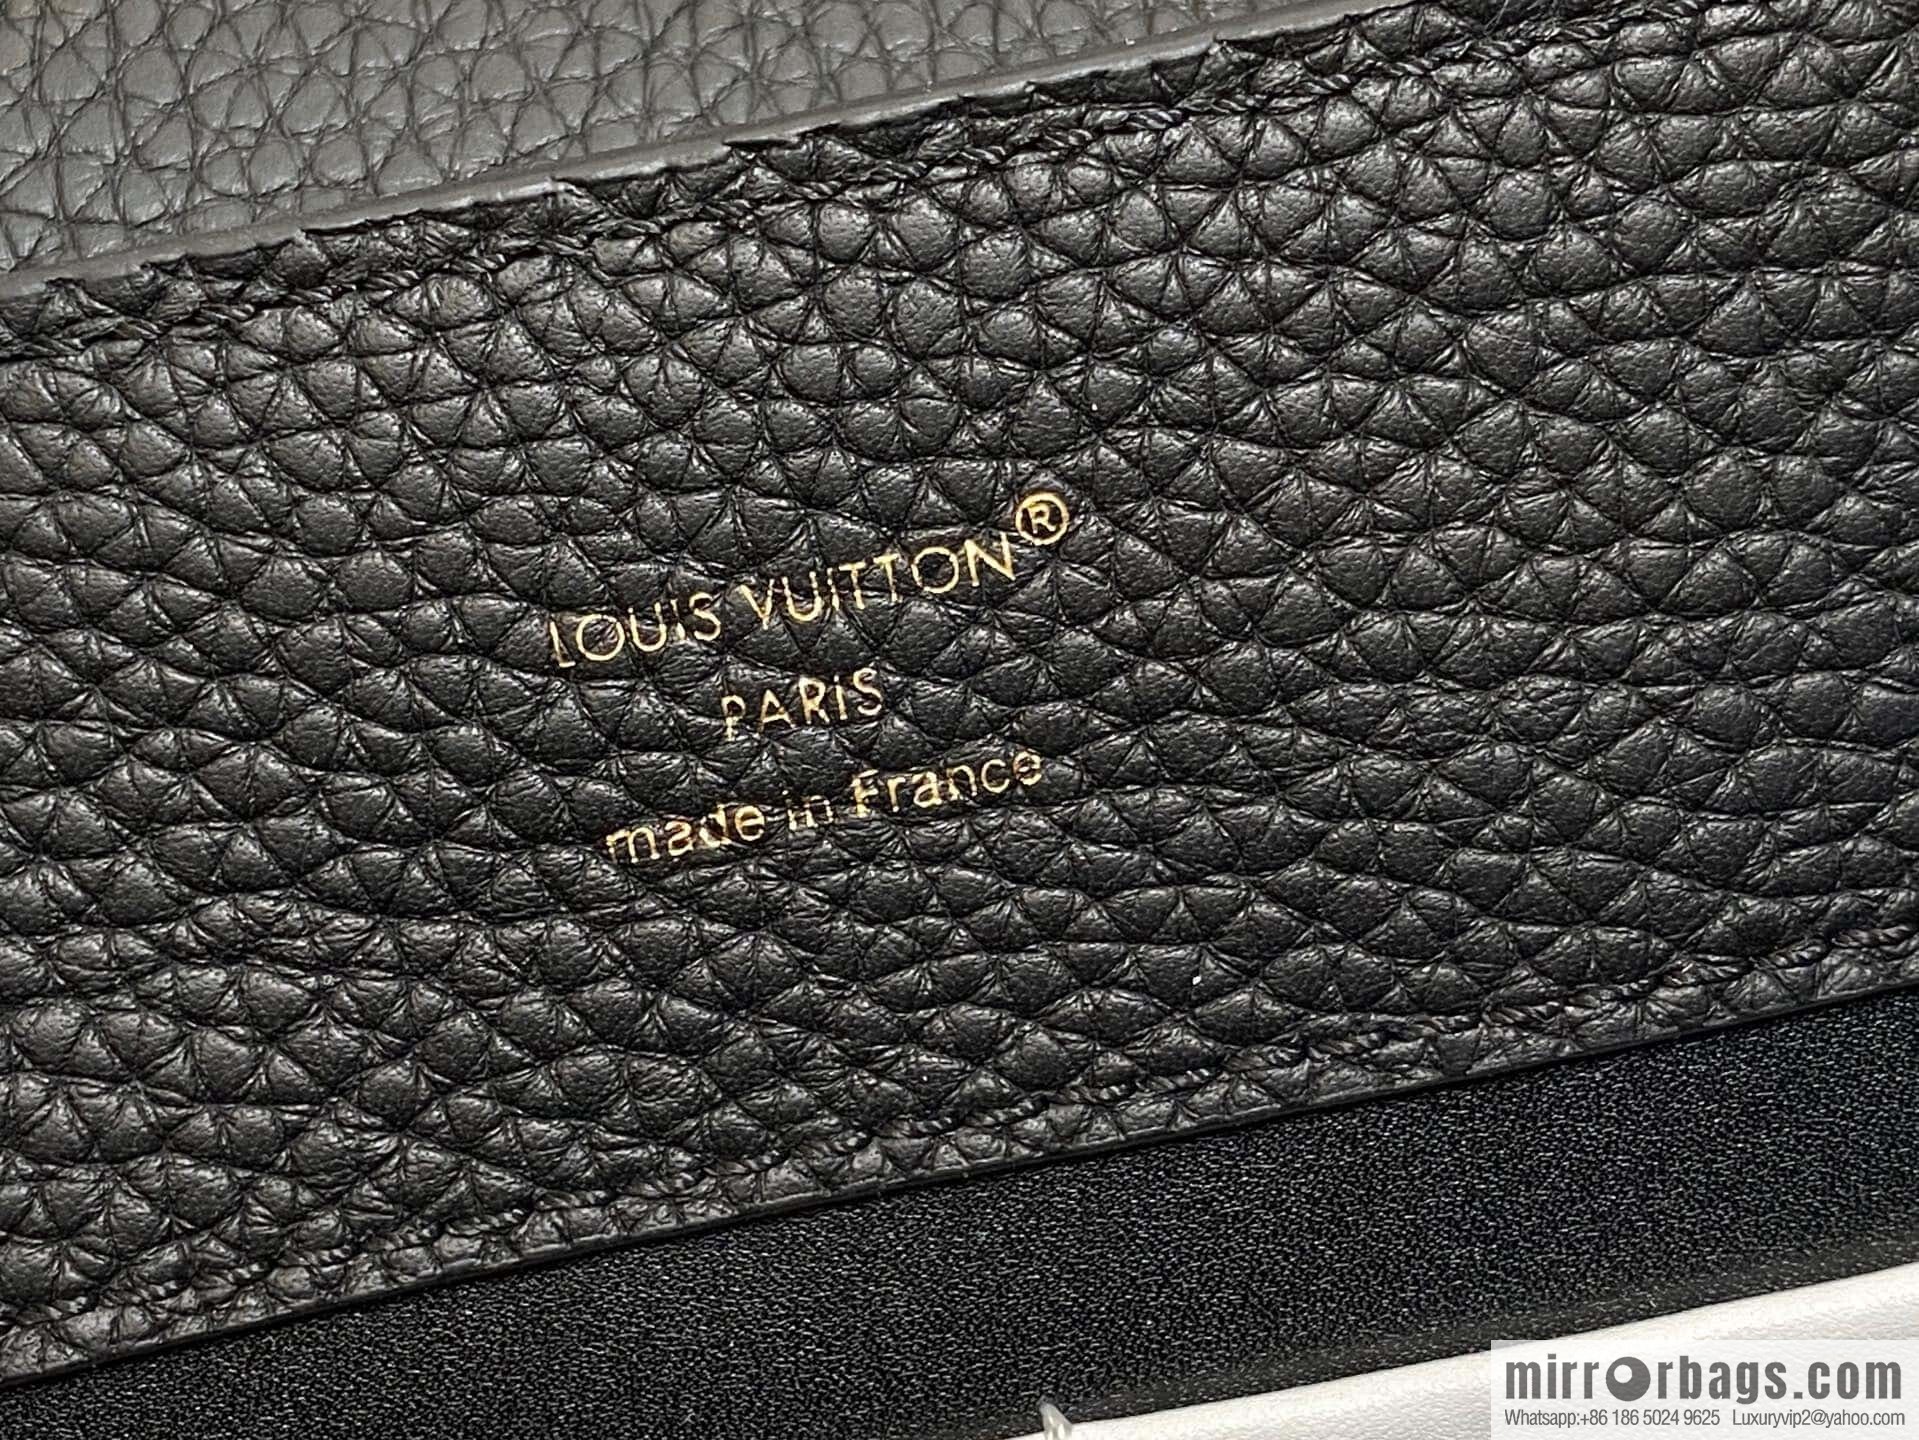 LOUIS VUITTON®
PARIS
made in France
mirrorbags.com
Whatsapp:+86 186 5024 9625 Luxuryvip2@yahoo.com